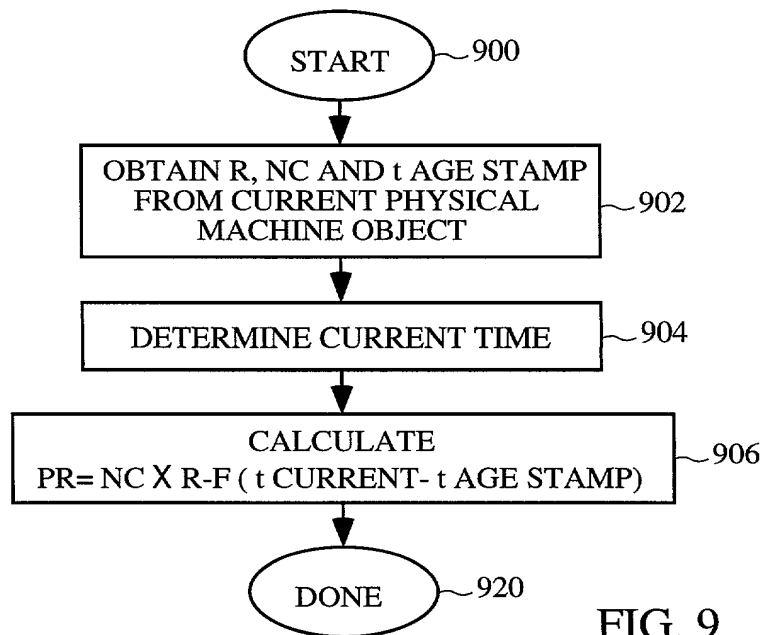 START
900
OBTAIN R, NC AND t AGE STAMP
FROM CURRENT PHYSICAL
MACHINE OBJECT
902
DETERMINE CURRENT TIME
904
CALCULATE
PR= NC X R-F ( t CURRENT- t AGE STAMP)
906
DONE
920
FIG. 9